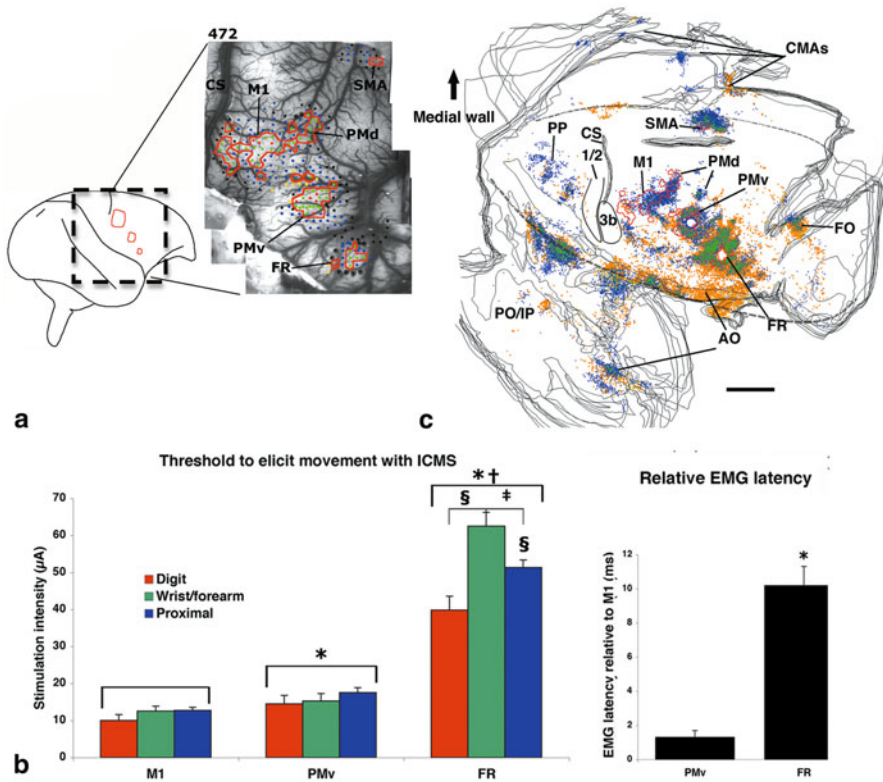 472
CS
M1
SMA
PMd
PMv
FR
a
CMAs
Medial wall
SMA
PP
CS
1/2
M1
PMd
PMv
3b
FO
PO/IP
AO
FR
c
Threshold to elicit movement with ICMS
Stimulation intensity (µA)
70
60
50
40
30
20
10
0
Digit
Wrist/forearm
Proximal
*
*†
§
‡
§
M1
PMv
FR
b
Relative EMG latency
EMG latency relative to M1 (ms)
12
10
8
6
4
2
0
*
PMv
FR